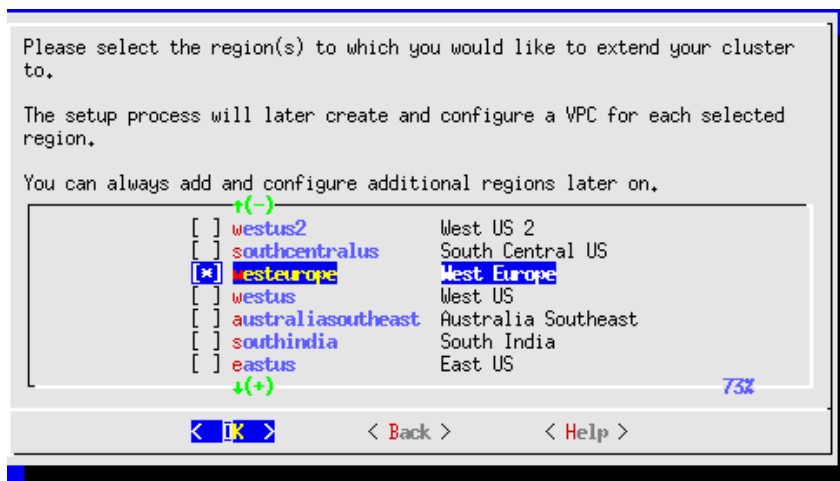 Please select the region(s) to which you would like to extend your cluster
to.
The setup process will later create and configure a VPC for each selected
region.
You can always add and configure additional regions later on.
↑(-)
[ ] westus2 West US 2
[ ] southcentralus South Central US
[*] westeurope West Europe
[ ] westus West US
[ ] australiasoutheast Australia Southeast
[ ] southindia South India
[ ] eastus East US
↓(+) 73%
< OK > < Back > < Help >